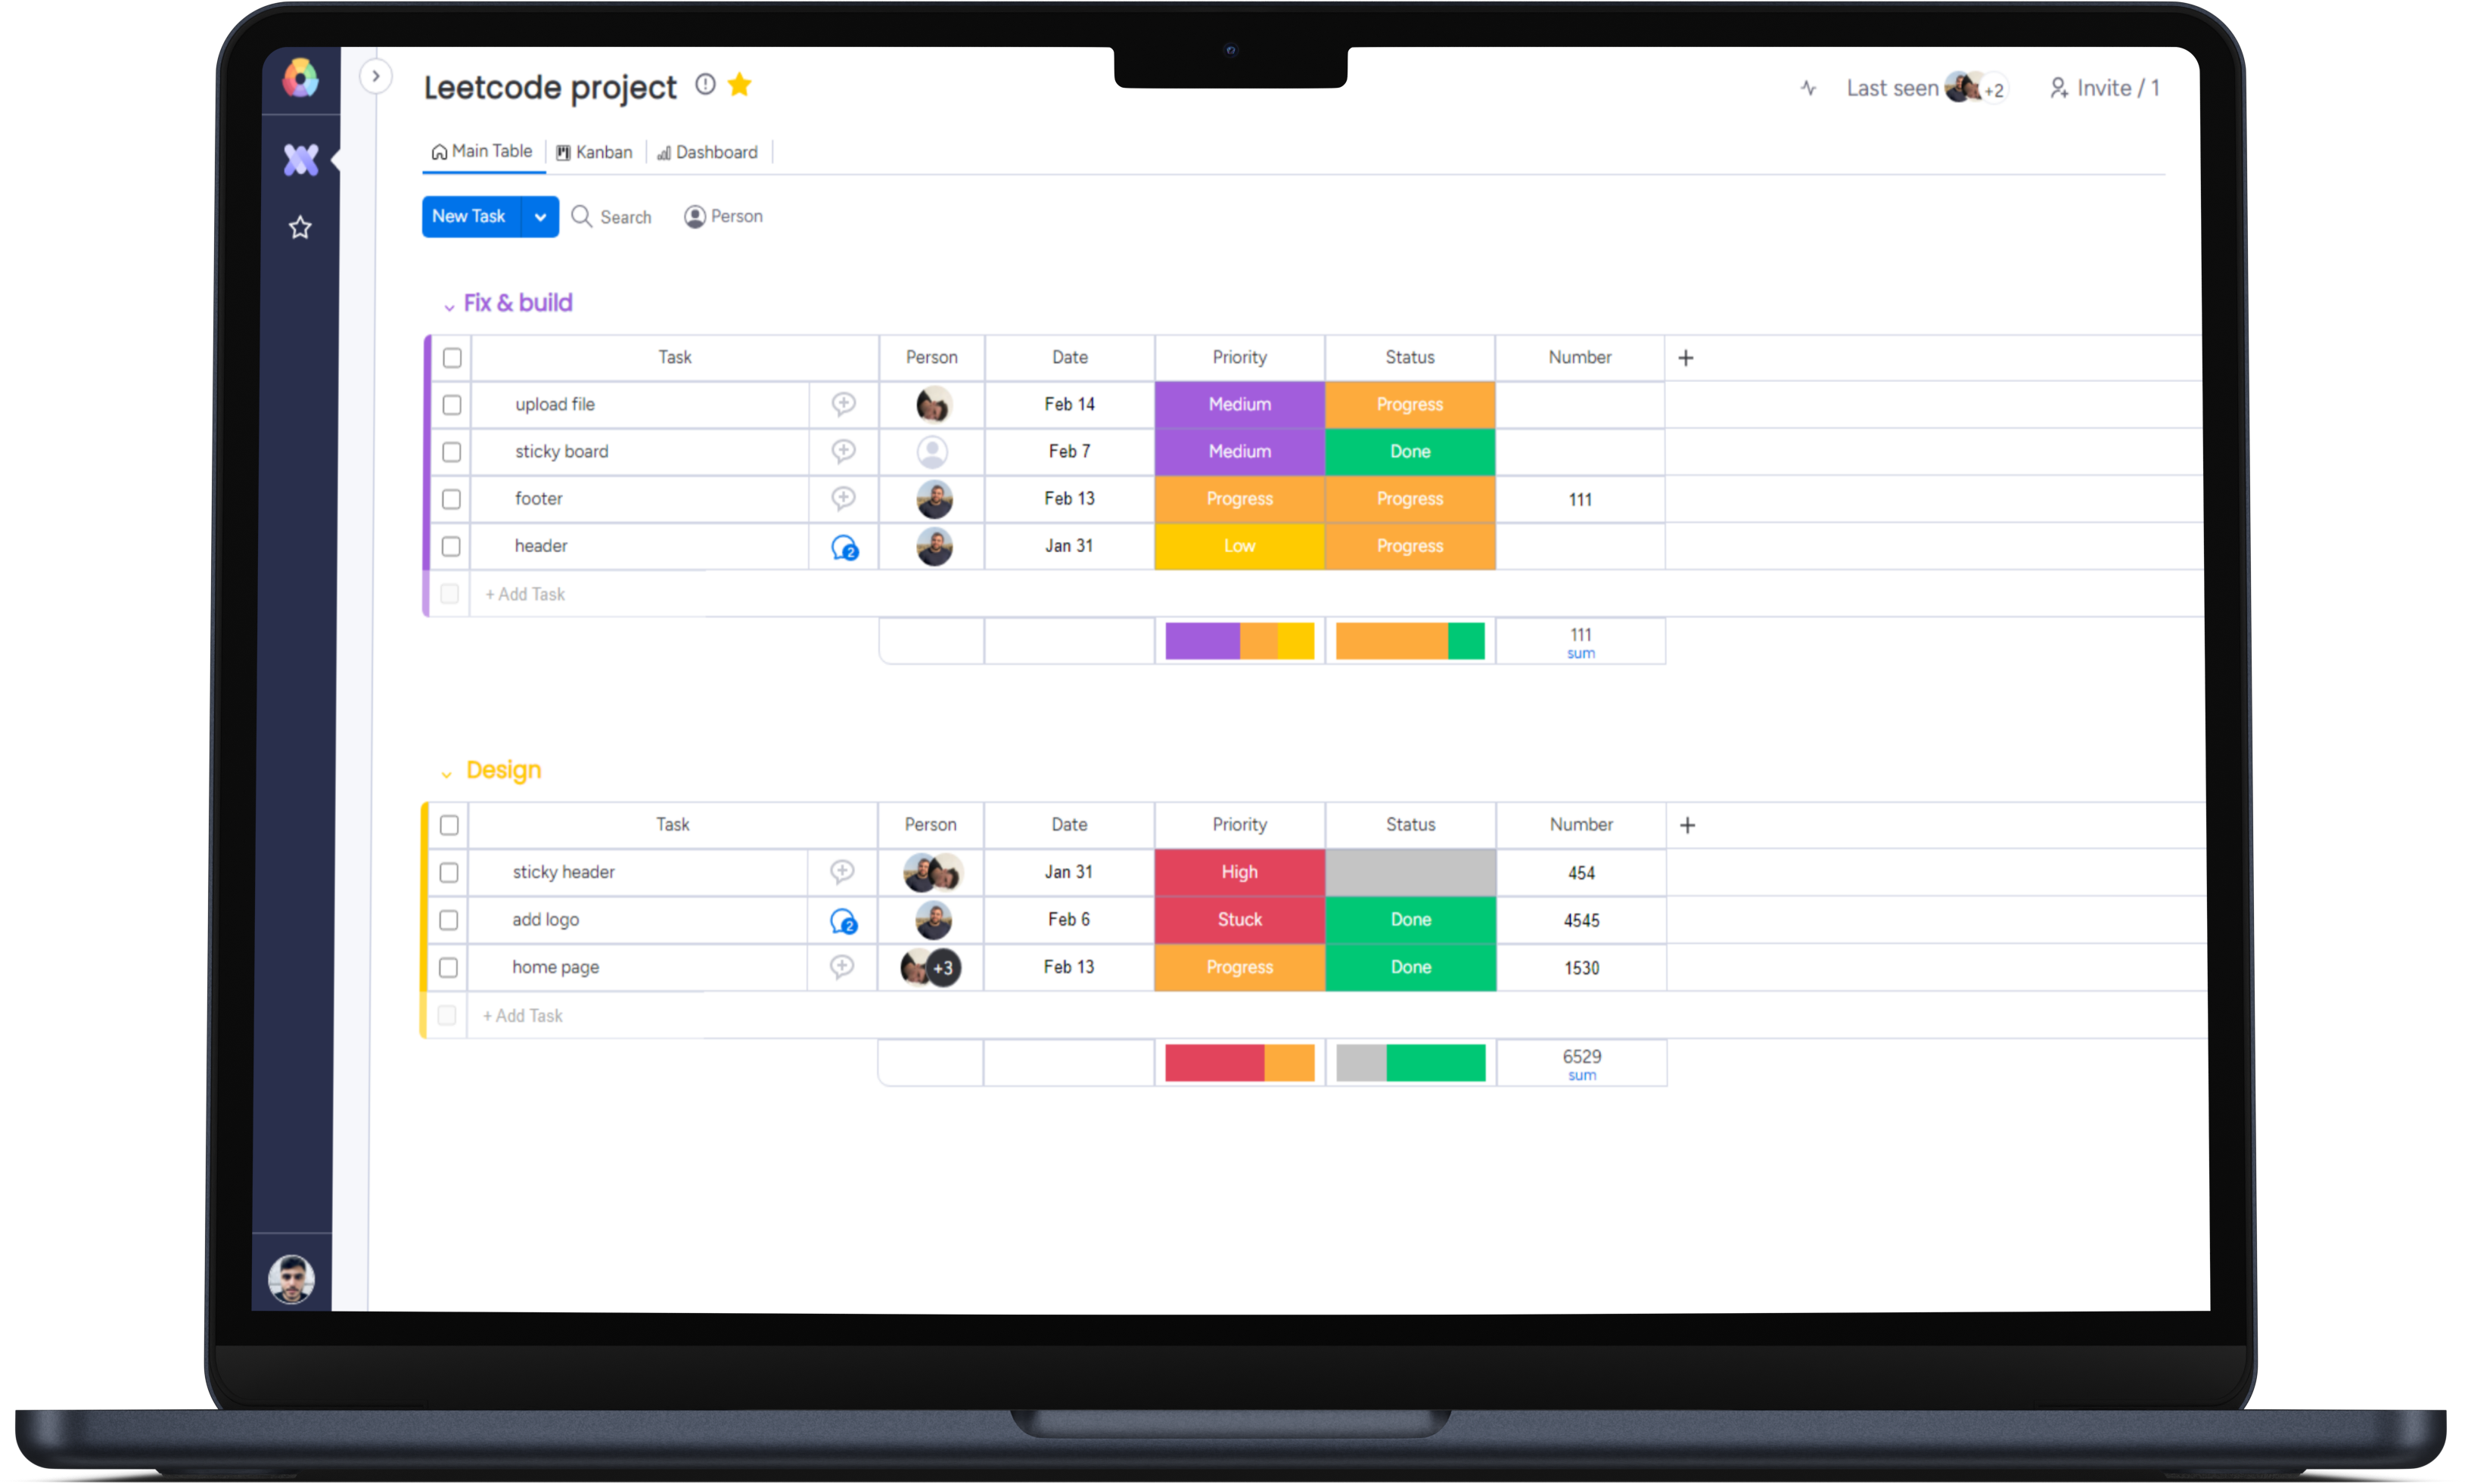 Leetcode project
Last seen +2 Invite / 1
Main Table Kanban Dashboard
New Task Search Person
Fix & build
Task Person Date Priority Status Number +
upload file Feb 14 Medium Progress
sticky board Feb 7 Medium Done
footer Feb 13 Progress Progress 111
header 2 Jan 31 Low Progress
+ Add Task
111
sum
Design
Task Person Date Priority Status Number +
sticky header Jan 31 High 454
add logo 2 Feb 6 Stuck Done 4545
home page +3 Feb 13 Progress Done 1530
+ Add Task
6529
sum